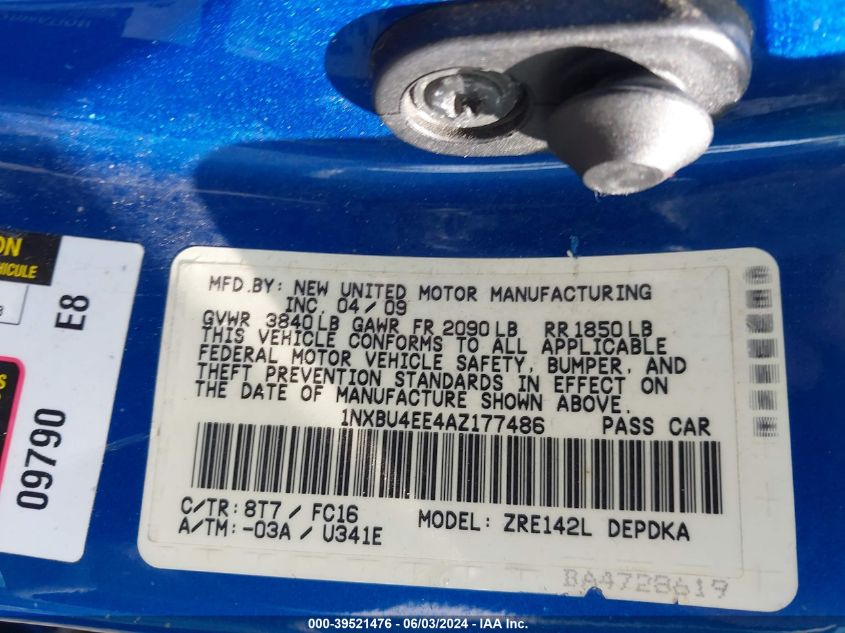 ON
HICULE
E8
S
09790
MFD.BY: NEW UNITED MOTOR MANUFACTURING
INC. 04/09
GVWR 3840LB GAWR FR 2090LB RR 1850LB
THIS VEHICLE CONFORMS TO ALL APPLICABLE
FEDERAL MOTOR VEHICLE SAFETY, BUMPER, AND
THEFT PREVENTION STANDARDS IN EFFECT ON
THE DATE OF MANUFACTURE SHOWN ABOVE.
1NXBU4EE4AZ177486 PASS CAR
C/TR: 8T7 / FC16
A/TM: -03A / U341E
MODEL: ZRE142L DEPDKA
BA4728619
000-39521476 - 06/03/2024 - IAA Inc.